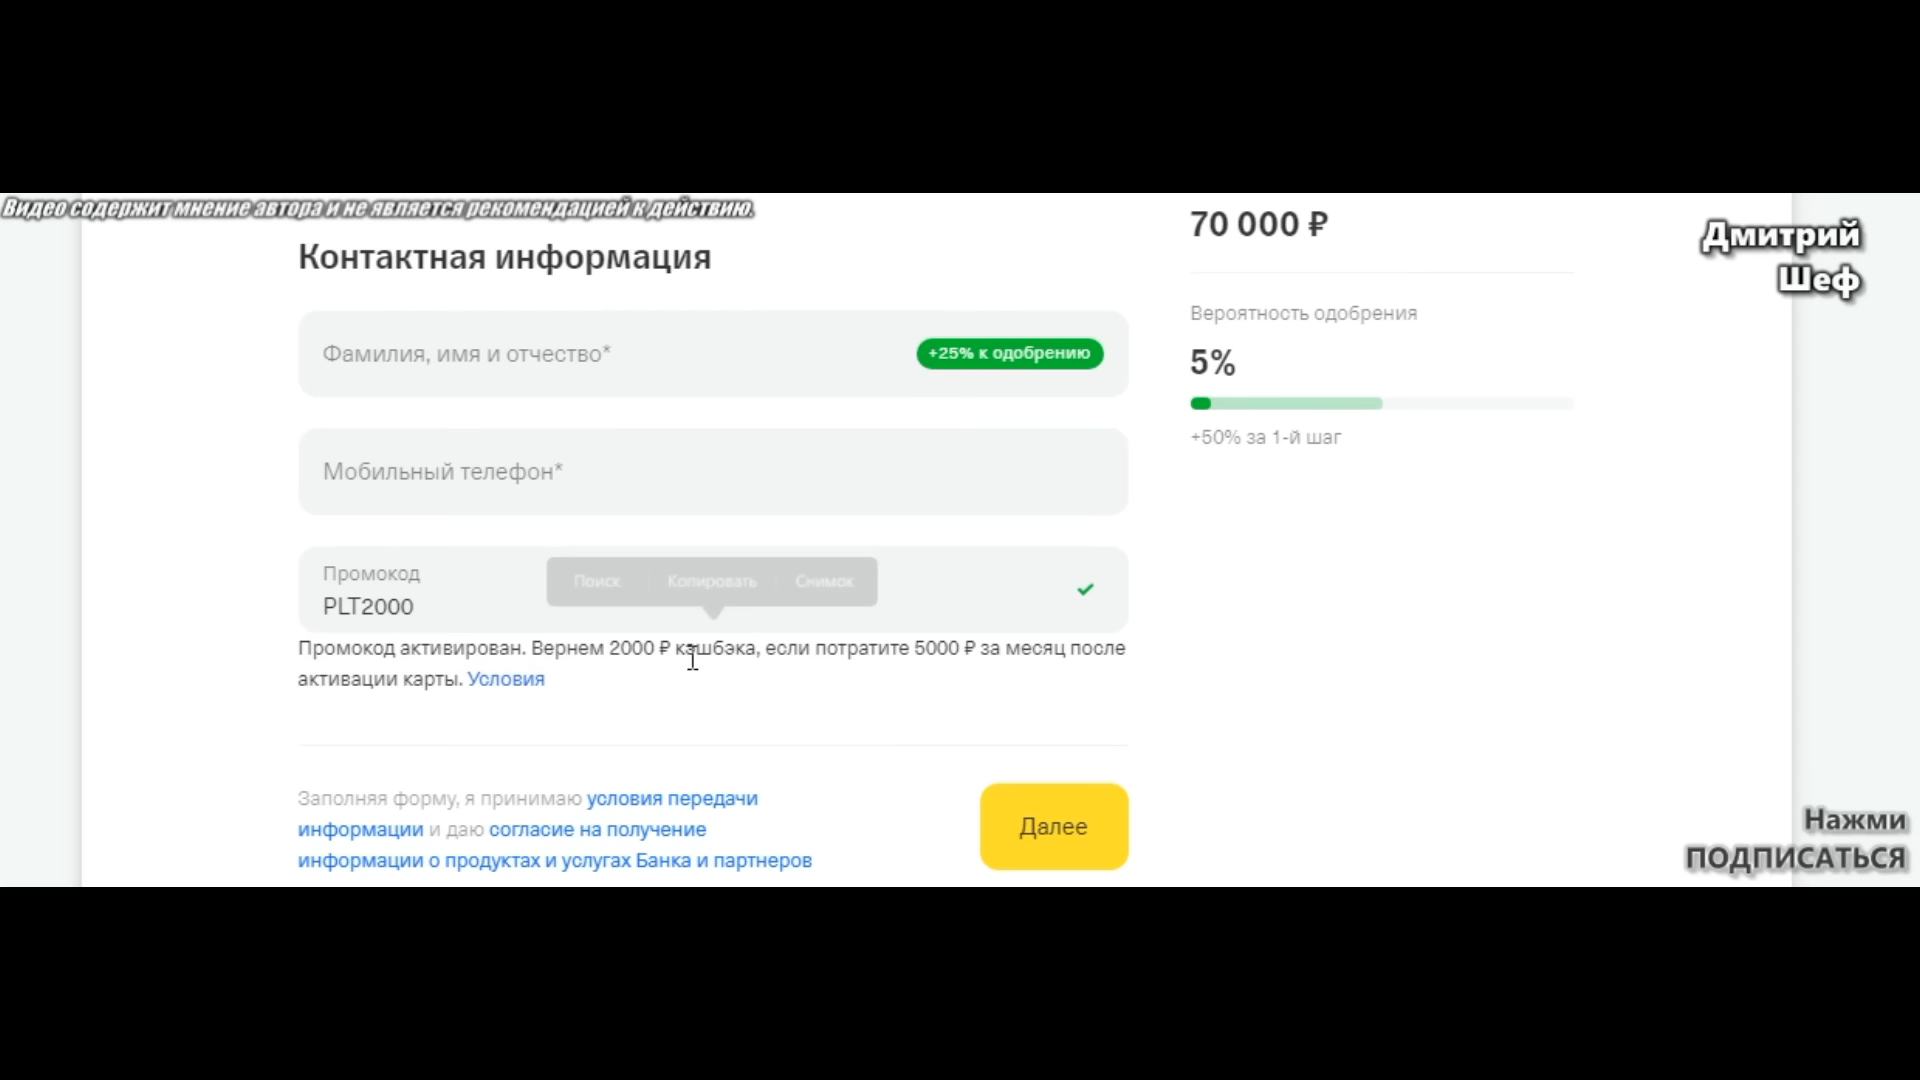 Видео содержит мнение автора и не является рекомендацией к действию.
Контактная информация
Фамилия, имя и отчество*
+25% к одобрению
Мобильный телефон*
Промокод
PLT2000
Поиск
Копировать
Снимок
Промокод активирован. Вернем 2000 ₽ кэшбэка, если потратите 5000 ₽ за месяц после
активации карты. Условия
Заполняя форму, я принимаю условия передачи
информации и даю согласие на получение
информации о продуктах и услугах Банка и партнеров
Далее
70 000 ₽
Вероятность одобрения
5%
+50% за 1-й шаг
Дмитрий
Шеф
Нажми
ПОДПИСАТЬСЯ